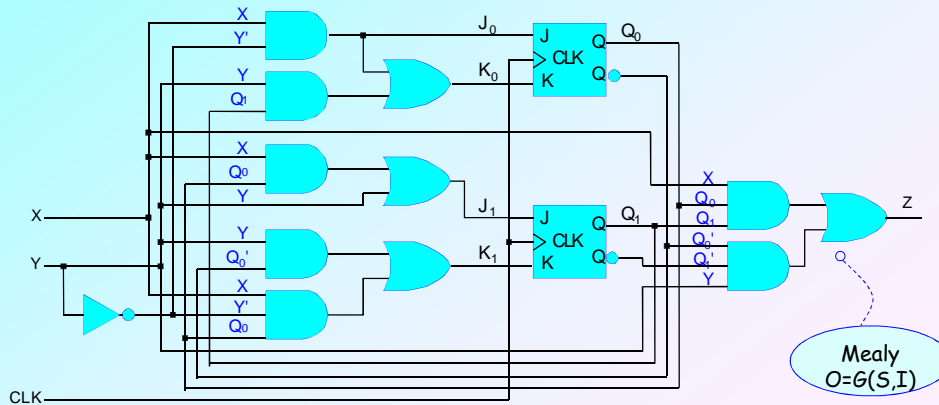 X
Y'
J0
J
Q
Q0
CLK
Y
K0
Q
Q1
K
X
Q0
Y
X
Q0
J1
J
Q
Q1
Q1
Z
X
Y
CLK
Q0'
Y
K1
Q
Q1'
Q0'
K
Y
X
Y'
Q0
Mealy
O=G(S,I)
CLK